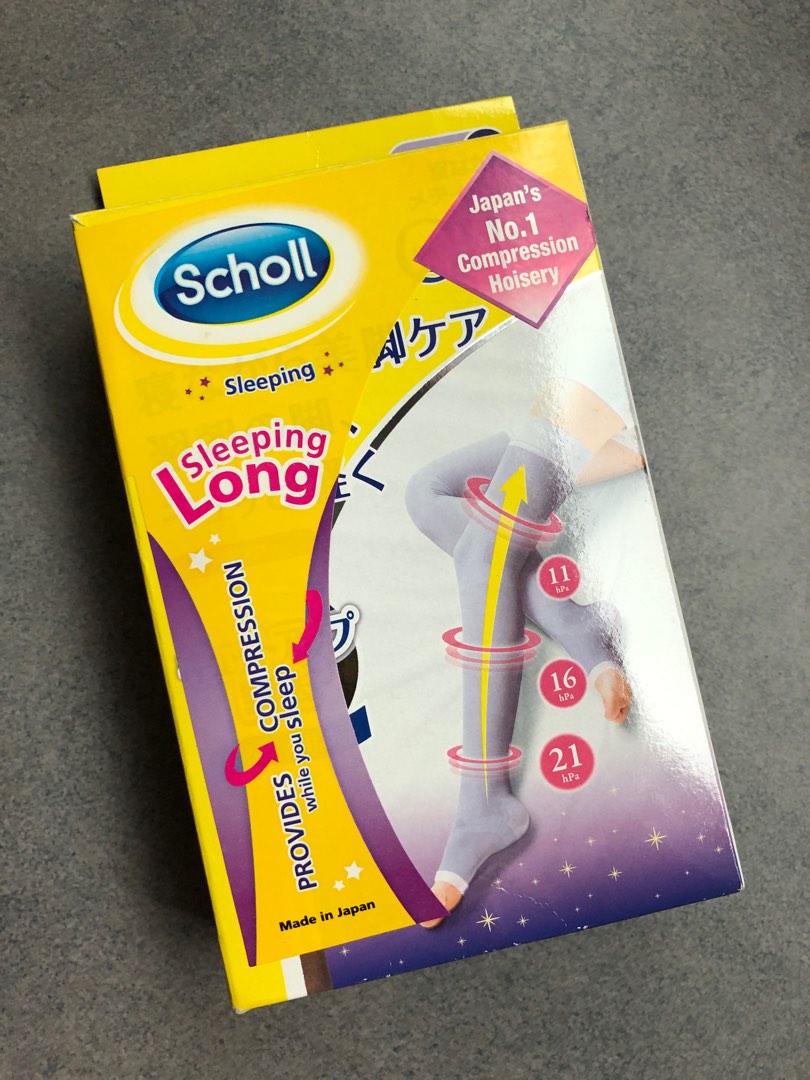 Japan's
No.1
Compression
Hoisery
Scholl
脚ケア
Sleeping
Sleeping
Long
PROVIDES COMPRESSION
while you sleep
11
hPa
16
hPa
21
hPa
Made in Japan